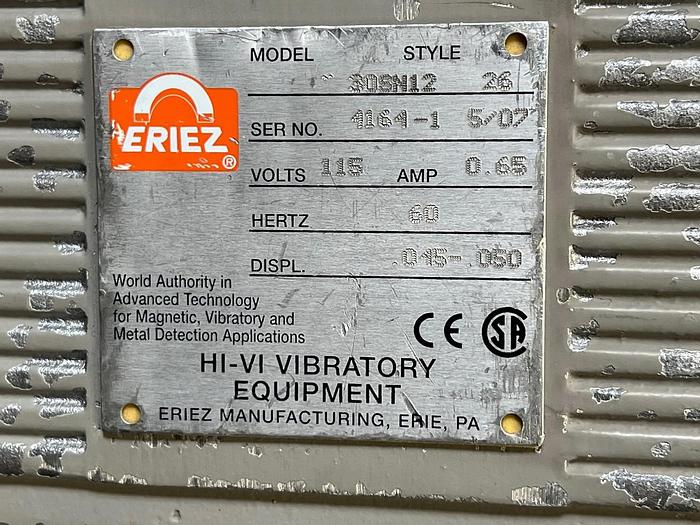 MODEL STYLE
30SN12 26
ERIEZ®
SER NO. 4164-1 5/07
VOLTS 115 AMP 0.65
HERTZ 60
DISPL. .045-.050
World Authority in
Advanced Technology
for Magnetic, Vibratory and
Metal Detection Applications
CE SA
HI-VI VIBRATORY
EQUIPMENT
ERIEZ MANUFACTURING, ERIE, PA